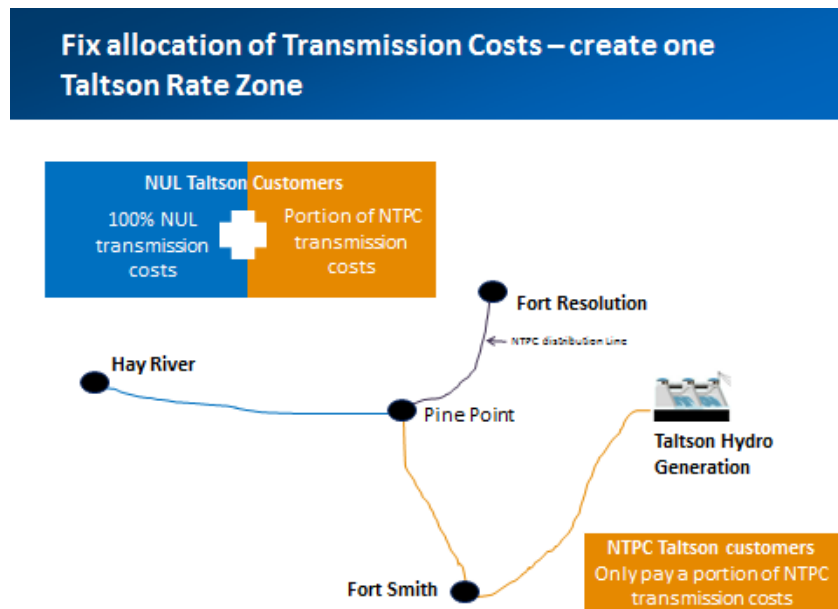 Fix allocation of Transmission Costs – create one
Taltson Rate Zone
NUL Taltson Customers
100% NUL
transmission
costs
Portion of NTPC
transmission
costs
Fort Resolution
NTPC distribution Line
Hay River
Pine Point
Taltson Hydro
Generation
Fort Smith
NTPC Taltson customers
Only pay a portion of NTPC
transmission costs